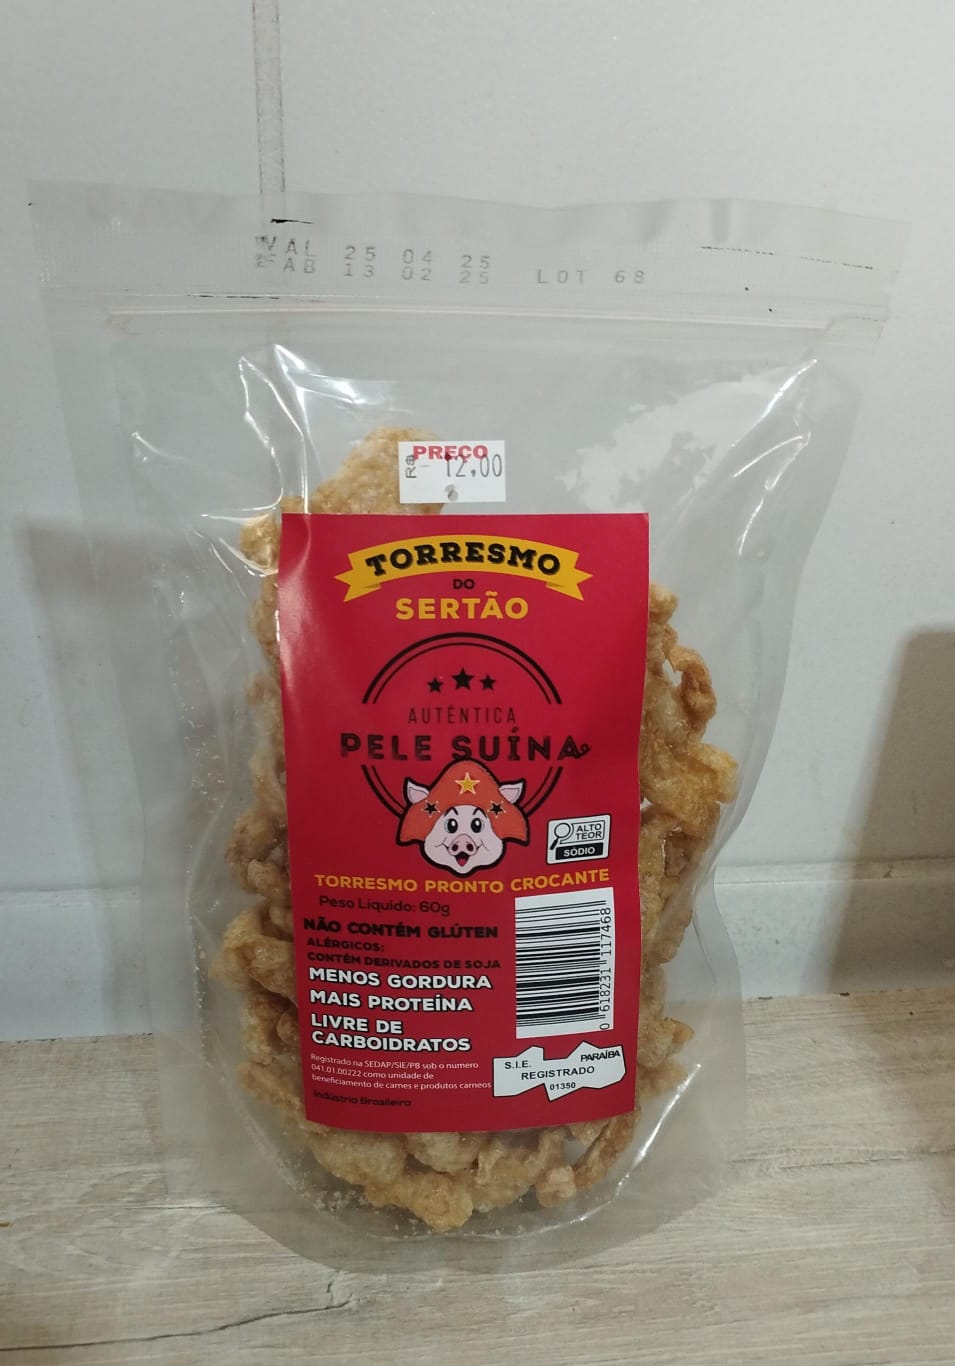 VAL 25 04 25
FAB 13 02 25 LOT 68
PREÇO
R$ 12,00
TORRESMO
DO
SERTÃO
AUTÊNTICA
PELE SUÍNA
ALTO
TEOR
SÓDIO
TORRESMO PRONTO CROCANTE
Peso Liquido: 60g
NÃO CONTÉM GLÚTEN
ALÉRGICOS:
CONTÉM DERIVADOS DE SOJA
MENOS GORDURA
MAIS PROTEÍNA
LIVRE DE
CARBOIDRATOS
0 618231 117468
Registrado na SEDAP/SIE/PB sob o numero
041.01.00222 como unidade de
beneficiamento de carnes e produtos carneos
Indústria Brasileira
S.I.E. PARAÍBA
REGISTRADO
01350